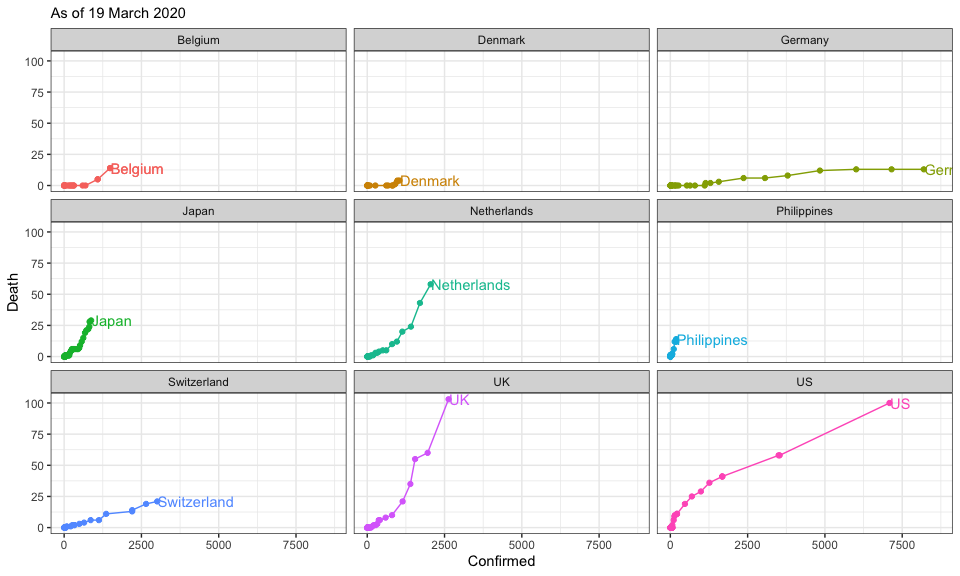 As of 19 March 2020
Belgium Denmark Germany
100
75
50
25
0
Belgium
Denmark
Gerr
Japan Netherlands Philippines
100
75
50
25
0
Japan
Netherlands
Philippines
Death
Switzerland UK US
100
75
50
25
0
Switzerland
UK
US
0 2500 5000 7500 0 2500 5000 7500 0 2500 5000 7500
Confirmed